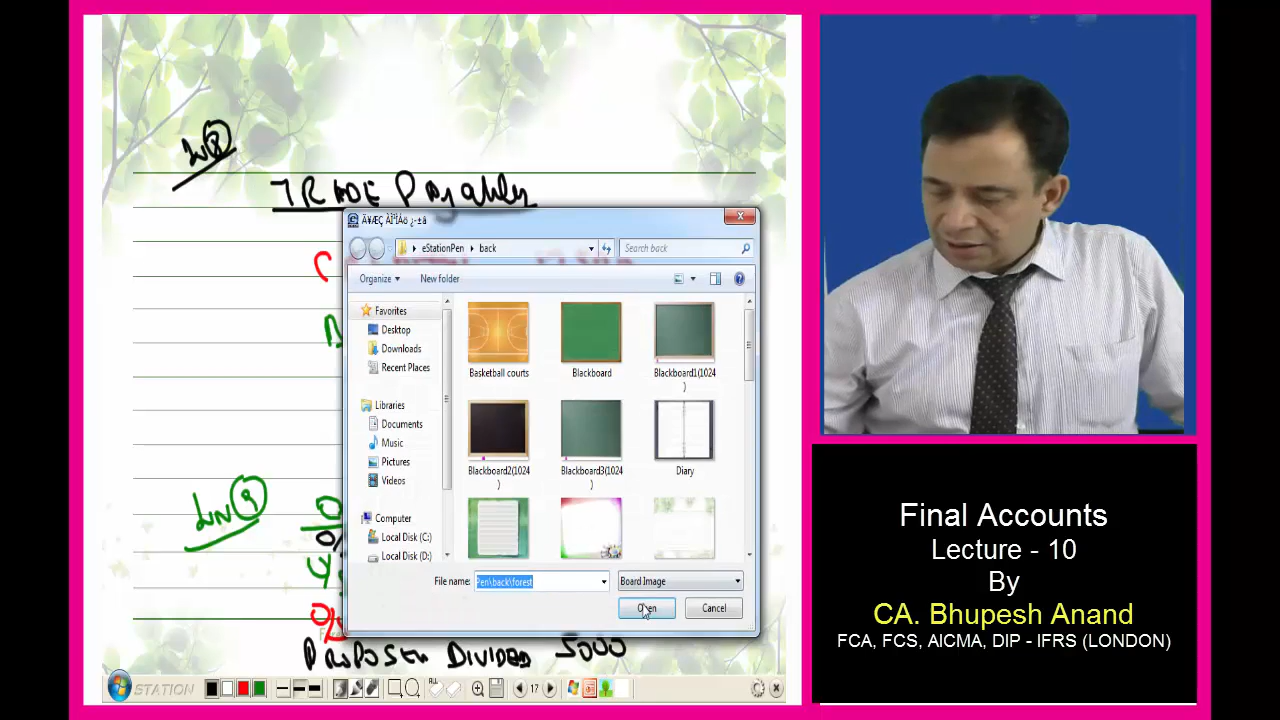 TRADE Payables
eStationPen ▸ back
Search back
Organize
New folder
Favorites
Desktop
Downloads
Recent Places
Libraries
Documents
Music
Pictures
Videos
Computer
Local Disk (C:)
Local Disk (D:)
Basketball courts
Blackboard
Blackboard1(1024
)
Blackboard2(1024
)
Blackboard3(1024
)
Diary
File name:
Pen\back\forest
Board Image
Open
Cancel
PROPOSED DIVIDED 5000
STATION
ALL
17
Final Accounts
Lecture - 10
By
CA. Bhupesh Anand
FCA, FCS, AICMA, DIP - IFRS (LONDON)